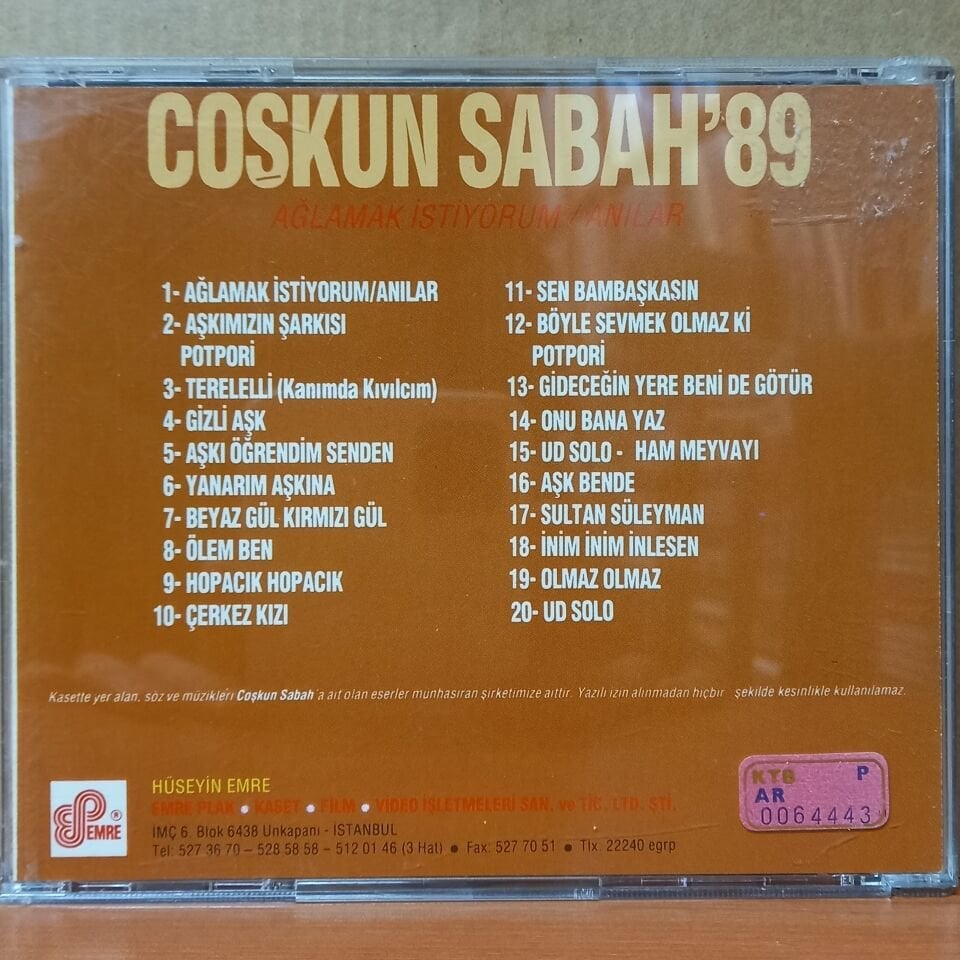 COŞKUN SABAH'89
AĞLAMAK İSTİYORUM/ANILAR
1- AĞLAMAK İSTİYORUM/ANILAR
2- AŞKIMIZIN ŞARKISI
POTPORİ
3- TERELELLİ (Kanımda Kıvılcım)
4- GİZLİ AŞK
5- AŞKI ÖĞRENDİM SENDEN
6- YANARIM AŞKINA
7- BEYAZ GÜL KIRMIZI GÜL
8- ÖLEM BEN
9- HOPACIK HOPACIK
10- ÇERKEZ KIZI
11- SEN BAMBAŞKASIN
12- BÖYLE SEVMEK OLMAZ Kİ
POTPORİ
13- GİDECEĞİN YERE BENİ DE GÖTÜR
14- ONU BANA YAZ
15- UD SOLO - HAM MEYVAYI
16- AŞK BENDE
17- SULTAN SÜLEYMAN
18- İNİM İNİM İNLESEN
19- OLMAZ OLMAZ
20- UD SOLO
Kasette yer alan, söz ve müzikleri Coşkun Sabah'a ait olan eserler munhasıran şirketimize aittir. Yazılı izin alınmadan hiçbir şekilde kesinlikle kullanılamaz.
EMRE ®
HÜSEYİN EMRE
EMRE PLAK • KASET • FİLM • VİDEO İŞLETMELERİ SAN. ve TİC. LTD. ŞTİ.
İMÇ 6. Blok 6438 Unkapanı - İSTANBUL
Tel: 527 36 70 - 528 58 58 - 512 01 46 (3 Hat) • Fax: 527 70 51 • Tlx. 22240 egrp
KTB P
AR
0064443